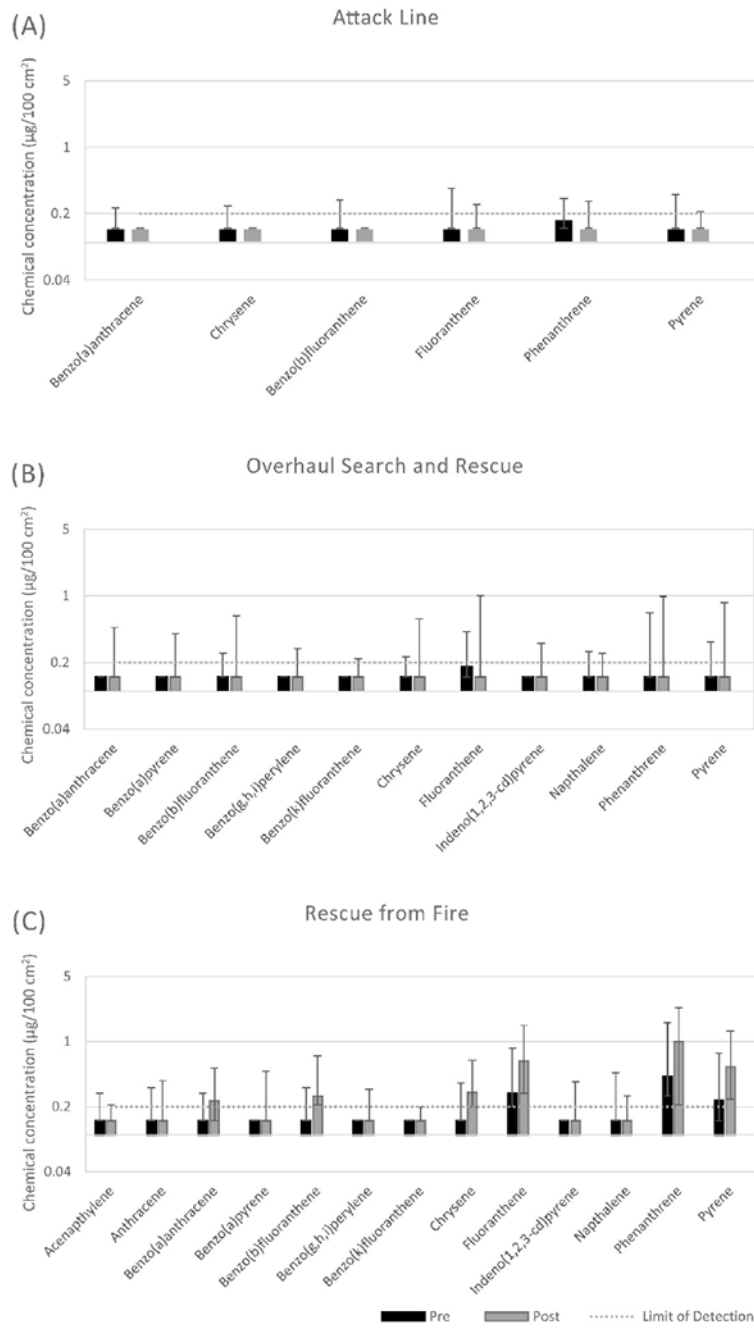 (A)
Attack Line
Chemical concentration (µg/100 cm²)
5
1
0.2
0.04
Benzo(a)anthracene
Chrysene
Benzo(b)fluoranthene
Fluoranthene
Phenanthrene
Pyrene
(B)
Overhaul Search and Rescue
Chemical concentration (µg/100 cm²)
5
1
0.2
0.04
Benzo(a)anthracene
Benzo(a)pyrene
Benzo(b)fluoranthene
Benzo(g,h,i)perylene
Benzo(k)fluoranthene
Chrysene
Fluoranthene
Indeno(1,2,3-cd)pyrene
Napthalene
Phenanthrene
Pyrene
(C)
Rescue from Fire
Chemical concentration (µg/100 cm²)
5
1
0.2
0.04
Acenapthylene
Anthracene
Benzo(a)anthracene
Benzo(a)pyrene
Benzo(b)fluoranthene
Benzo(g,h,i)perylene
Benzo(k)fluoranthene
Chrysene
Fluoranthene
Indeno(1,2,3-cd)pyrene
Napthalene
Phenanthrene
Pyrene
Pre Post Limit of Detection